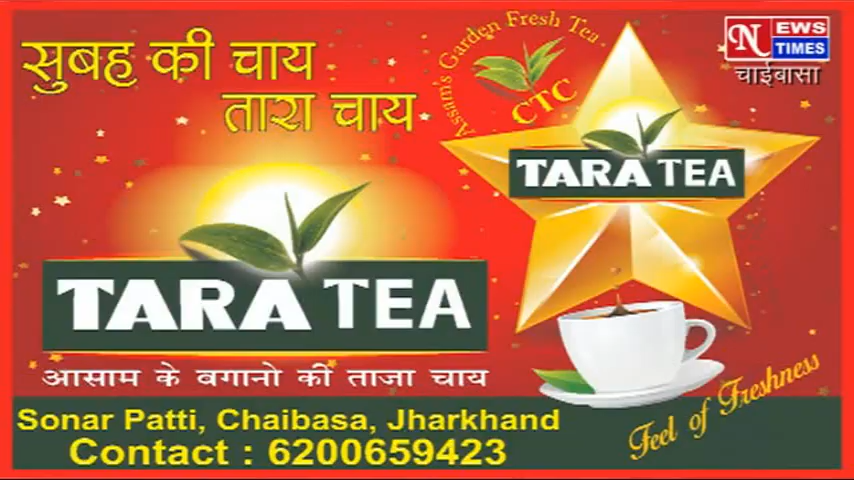 सुबह की चाय
तारा चाय
Assam's Garden Fresh Tea
CTC
NEWS
TIMES
चाईबासा
TARA TEA
TARA TEA
आसाम के बगानो की ताजा चाय
Feel of Freshness
Sonar Patti, Chaibasa, Jharkhand
Contact : 6200659423